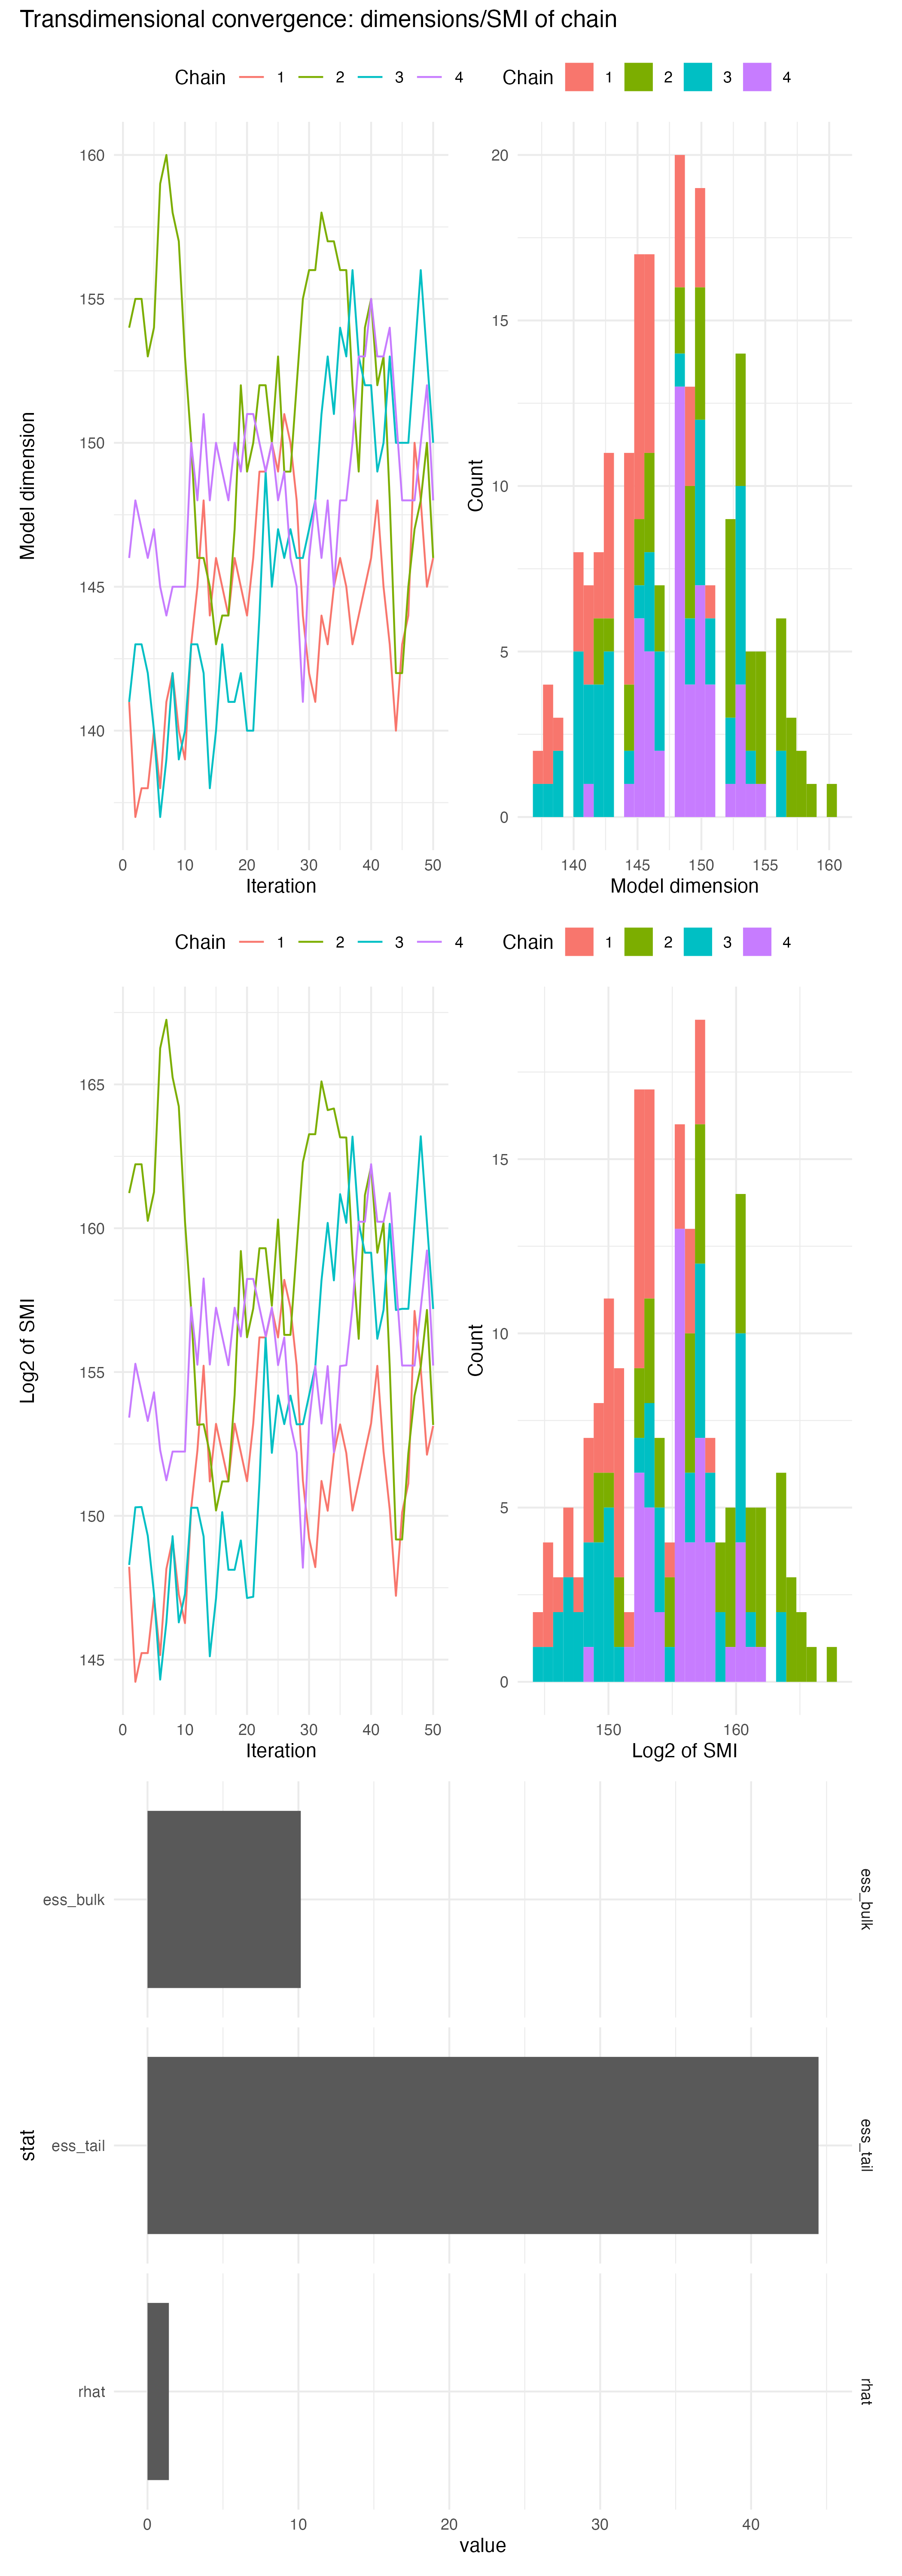 Transdimensional convergence: dimensions/SMI of chain
Chain 1 2 3 4
Chain 1 2 3 4
160
155
150
145
140
Model dimension
0 10 20 30 40 50
Iteration
20
15
10
5
0
Count
140 145 150 155 160
Model dimension
Chain 1 2 3 4
Chain 1 2 3 4
165
160
155
150
145
Log2 of SMI
0 10 20 30 40 50
Iteration
15
10
5
0
Count
150 160
Log2 of SMI
stat
ess_bulk
ess_bulk
ess_tail
ess_tail
rhat
rhat
0 10 20 30 40
value